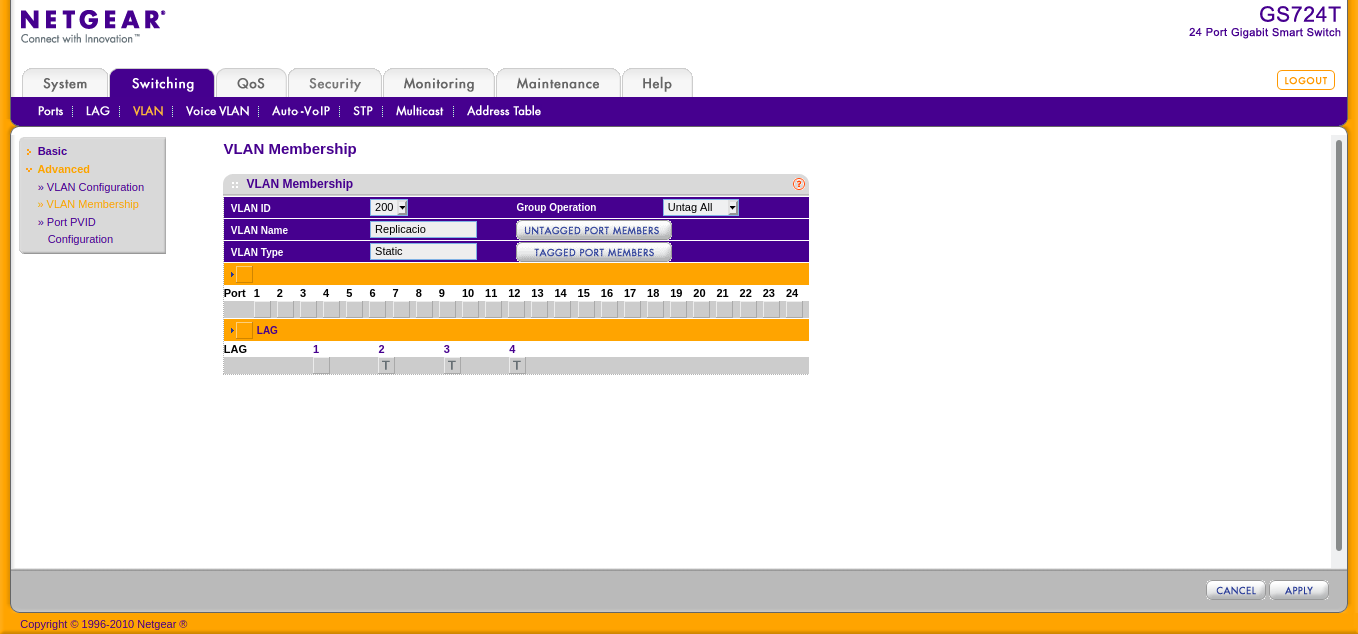 NETGEAR®
Connect with Innovation™
GS724T
24 Port Gigabit Smart Switch
System Switching QoS Security Monitoring Maintenance Help
LOGOUT
Ports LAG VLAN Voice VLAN Auto-VoIP STP Multicast Address Table
Basic
Advanced
» VLAN Configuration
» VLAN Membership
» Port PVID
Configuration
VLAN Membership
VLAN Membership ?
VLAN ID 200 Group Operation Untag All
VLAN Name Replicacio UNTAGGED PORT MEMBERS
VLAN Type Static TAGGED PORT MEMBERS
Port 1 2 3 4 5 6 7 8 9 10 11 12 13 14 15 16 17 18 19 20 21 22 23 24
LAG
LAG 1 2 3 4
T T T
CANCEL APPLY
Copyright © 1996-2010 Netgear ®